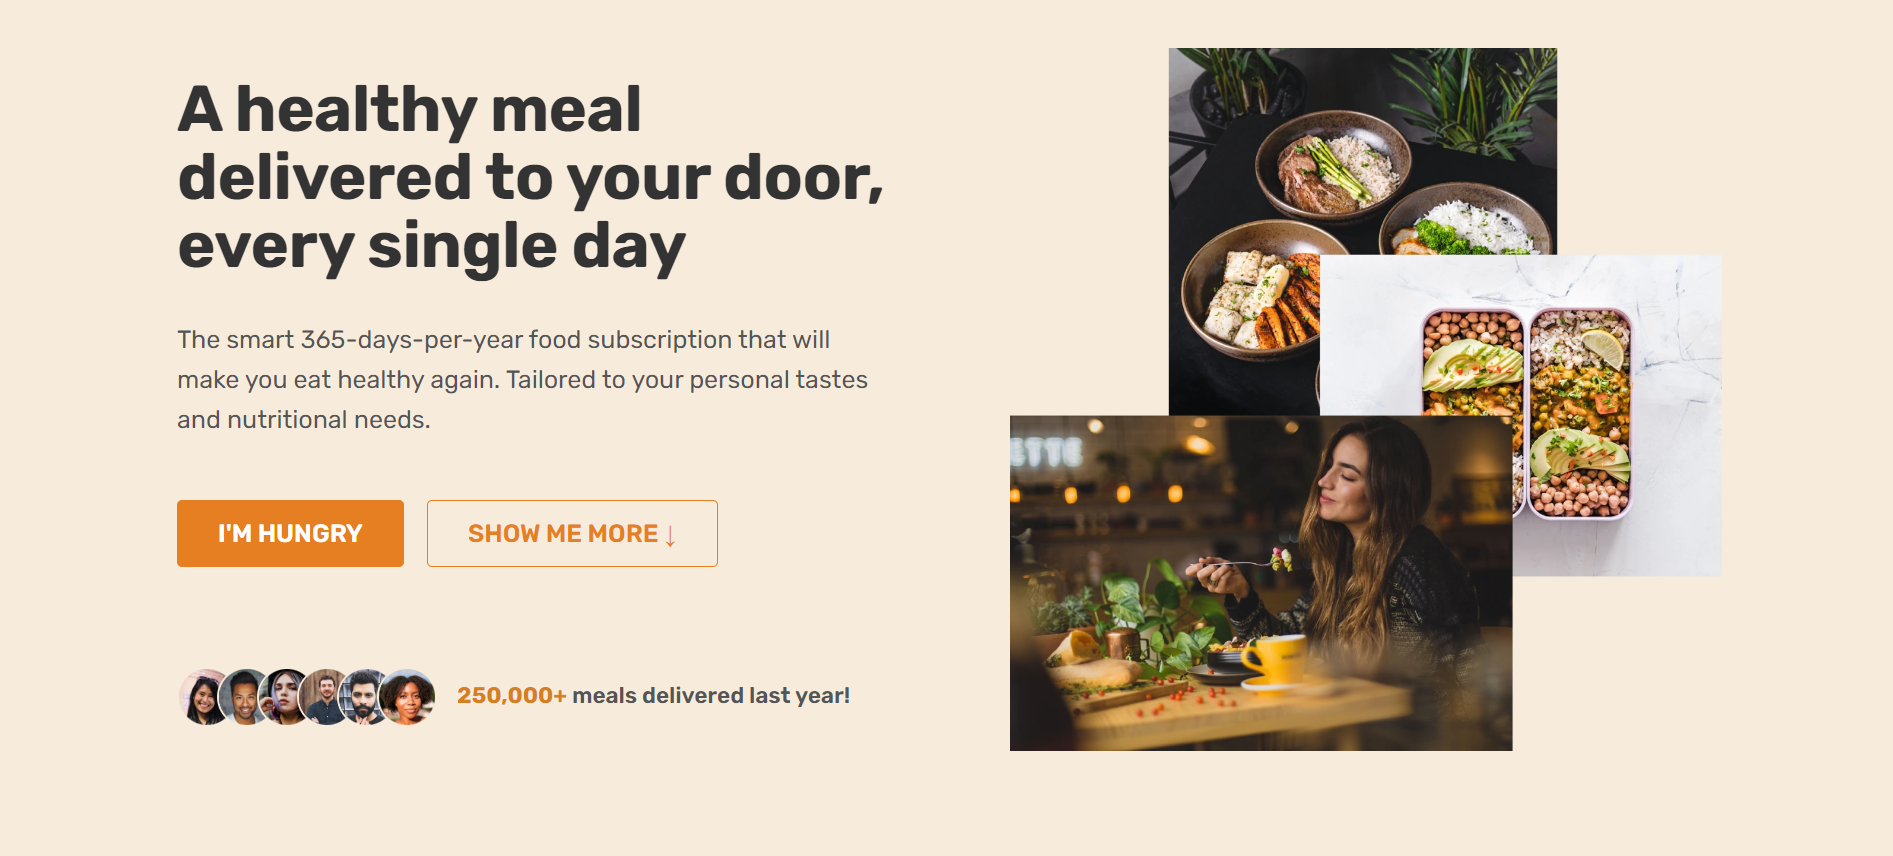 A healthy meal
delivered to your door,
every single day
The smart 365-days-per-year food subscription that will
make you eat healthy again. Tailored to your personal tastes
and nutritional needs.
I'M HUNGRY
SHOW ME MORE ↓
250,000+ meals delivered last year!
ETTE